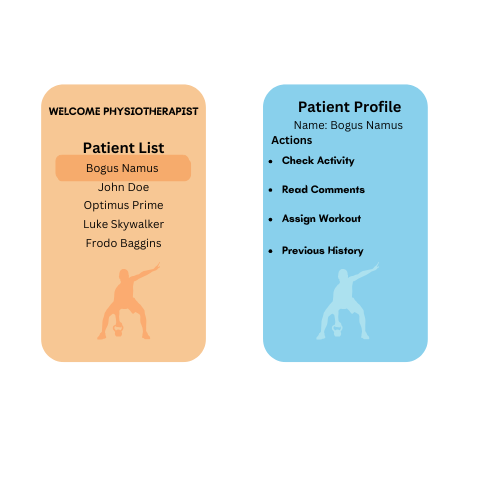 WELCOME PHYSIOTHERAPIST
Patient List
Bogus Namus
John Doe
Optimus Prime
Luke Skywalker
Frodo Baggins
Patient Profile
Name: Bogus Namus
Actions
• Check Activity
• Read Comments
• Assign Workout
• Previous History